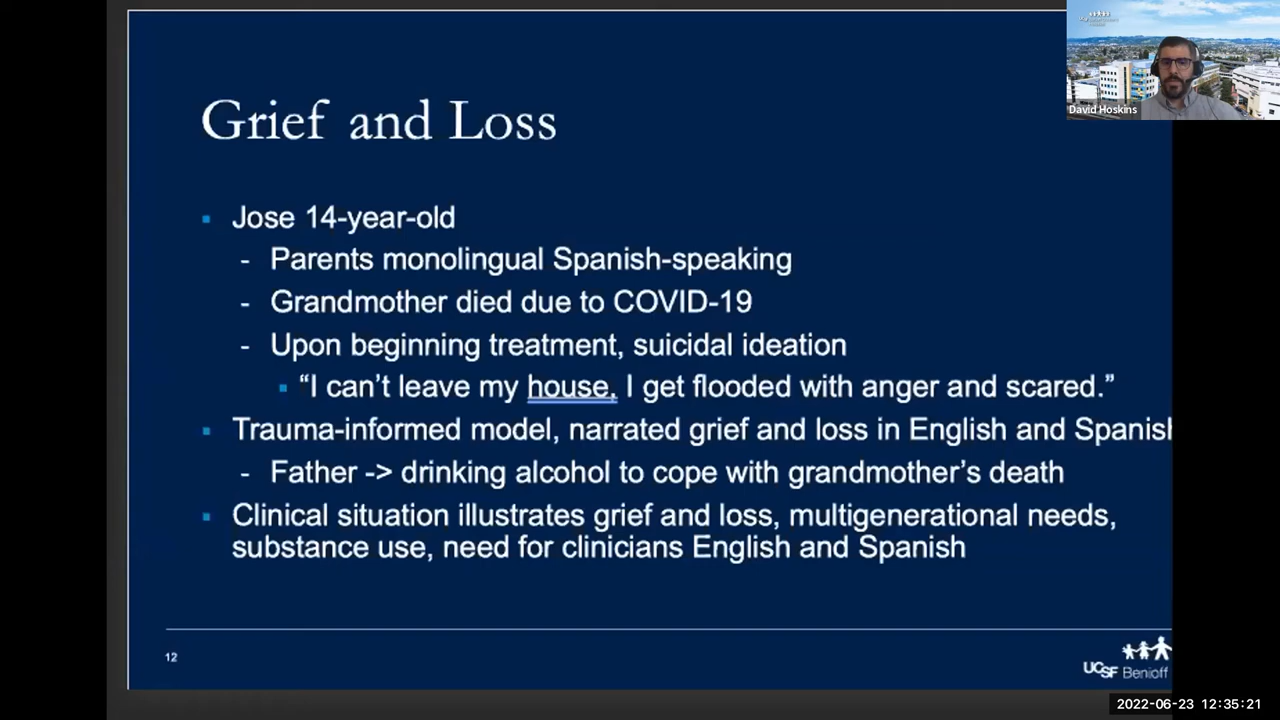 Grief and Loss
▪ Jose 14-year-old
- Parents monolingual Spanish-speaking
- Grandmother died due to COVID-19
- Upon beginning treatment, suicidal ideation
▪ “I can’t leave my house, I get flooded with anger and scared.”
▪ Trauma-informed model, narrated grief and loss in English and Spanish
- Father -> drinking alcohol to cope with grandmother’s death
▪ Clinical situation illustrates grief and loss, multigenerational needs,
substance use, need for clinicians English and Spanish
12
UCSF Benioff
David Hoskins
2022-06-23 12:35:21